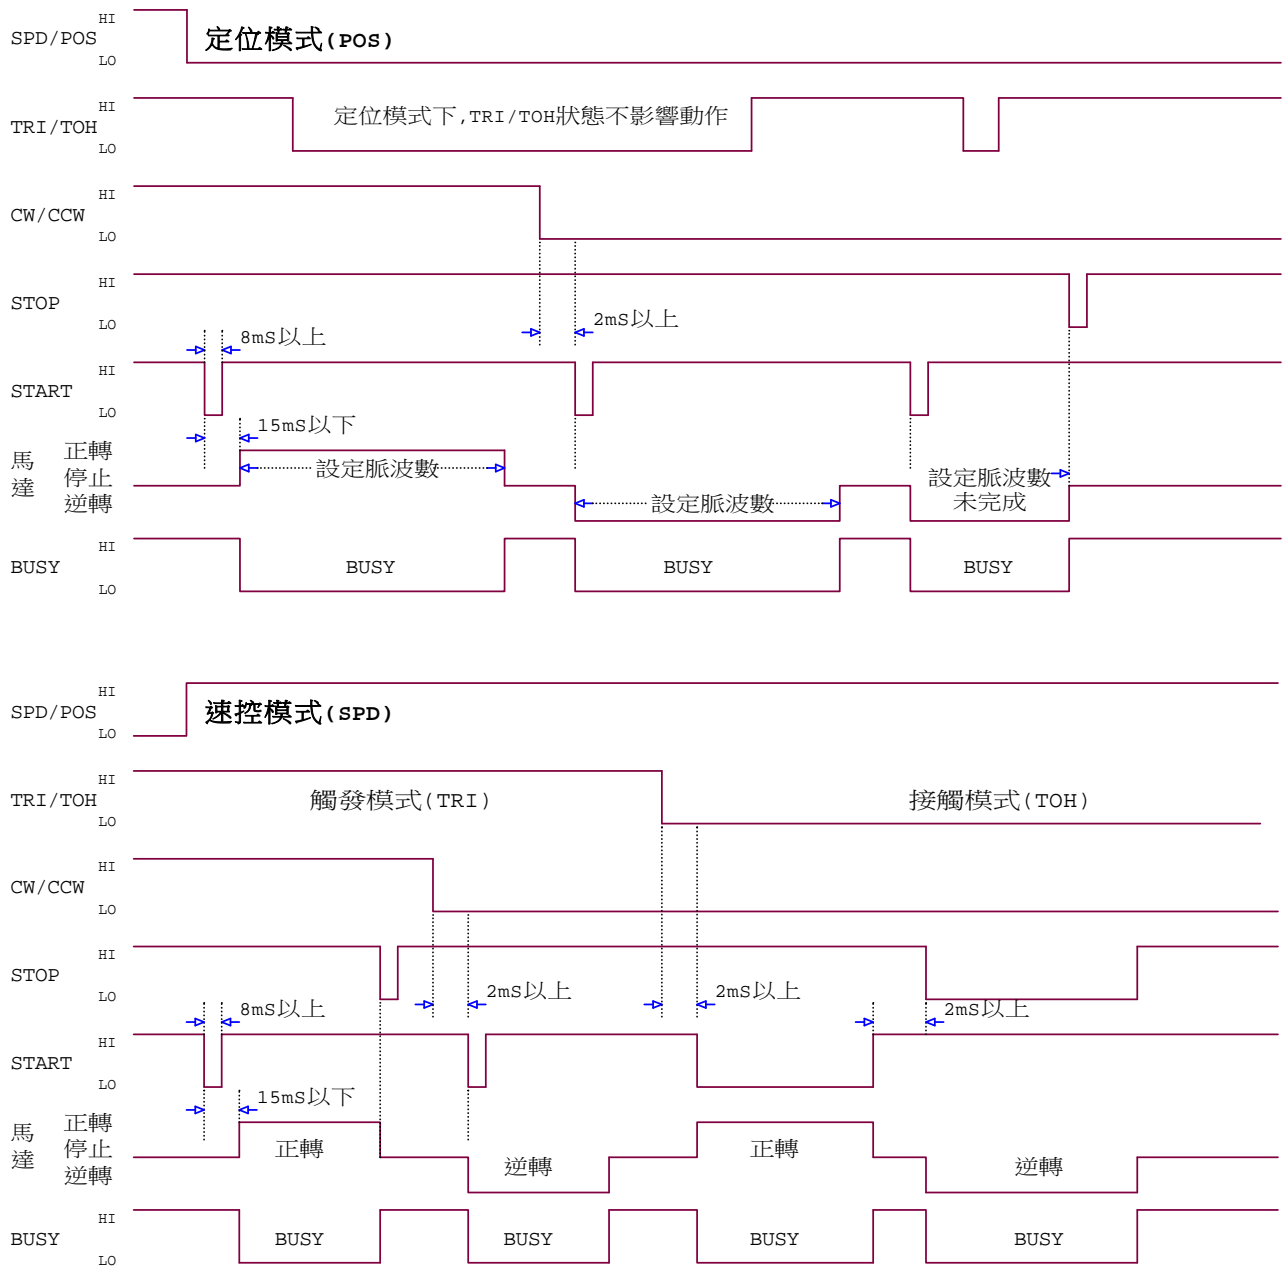 HI
SPD/POS
LO
定位模式(POS)
HI
TRI/TOH
LO
定位模式下,TRI/TOH狀態不影響動作
HI
CW/CCW
LO
HI
STOP
LO
8mS以上
2mS以上
HI
START
LO
15mS以下
馬達
正轉
停止
逆轉
設定脈波數
設定脈波數
設定脈波數
未完成
HI
BUSY
LO
BUSY
BUSY
BUSY
HI
SPD/POS
LO
速控模式(SPD)
HI
TRI/TOH
LO
觸發模式(TRI)
接觸模式(TOH)
HI
CW/CCW
LO
HI
STOP
LO
8mS以上
2mS以上
2mS以上
2mS以上
HI
START
LO
15mS以下
馬達
正轉
停止
逆轉
正轉
逆轉
正轉
逆轉
HI
BUSY
LO
BUSY
BUSY
BUSY
BUSY